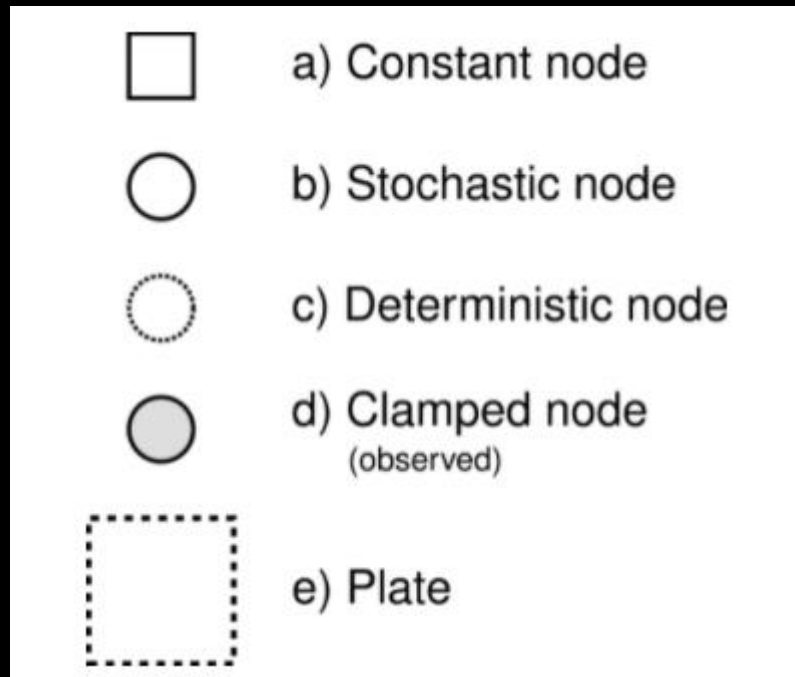 a) Constant node
b) Stochastic node
c) Deterministic node
d) Clamped node
(observed)
e) Plate